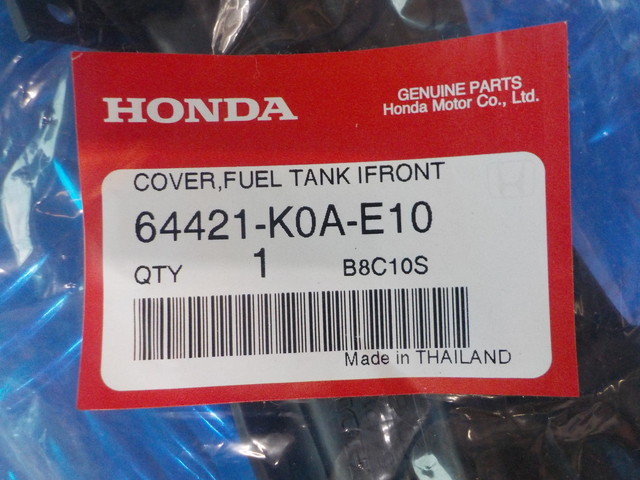 HONDA
GENUINE PARTS
Honda Motor Co., Ltd.
COVER,FUEL TANK IFRONT
64421-K0A-E10
QTY 1 B8C10S
Made in THAILAND